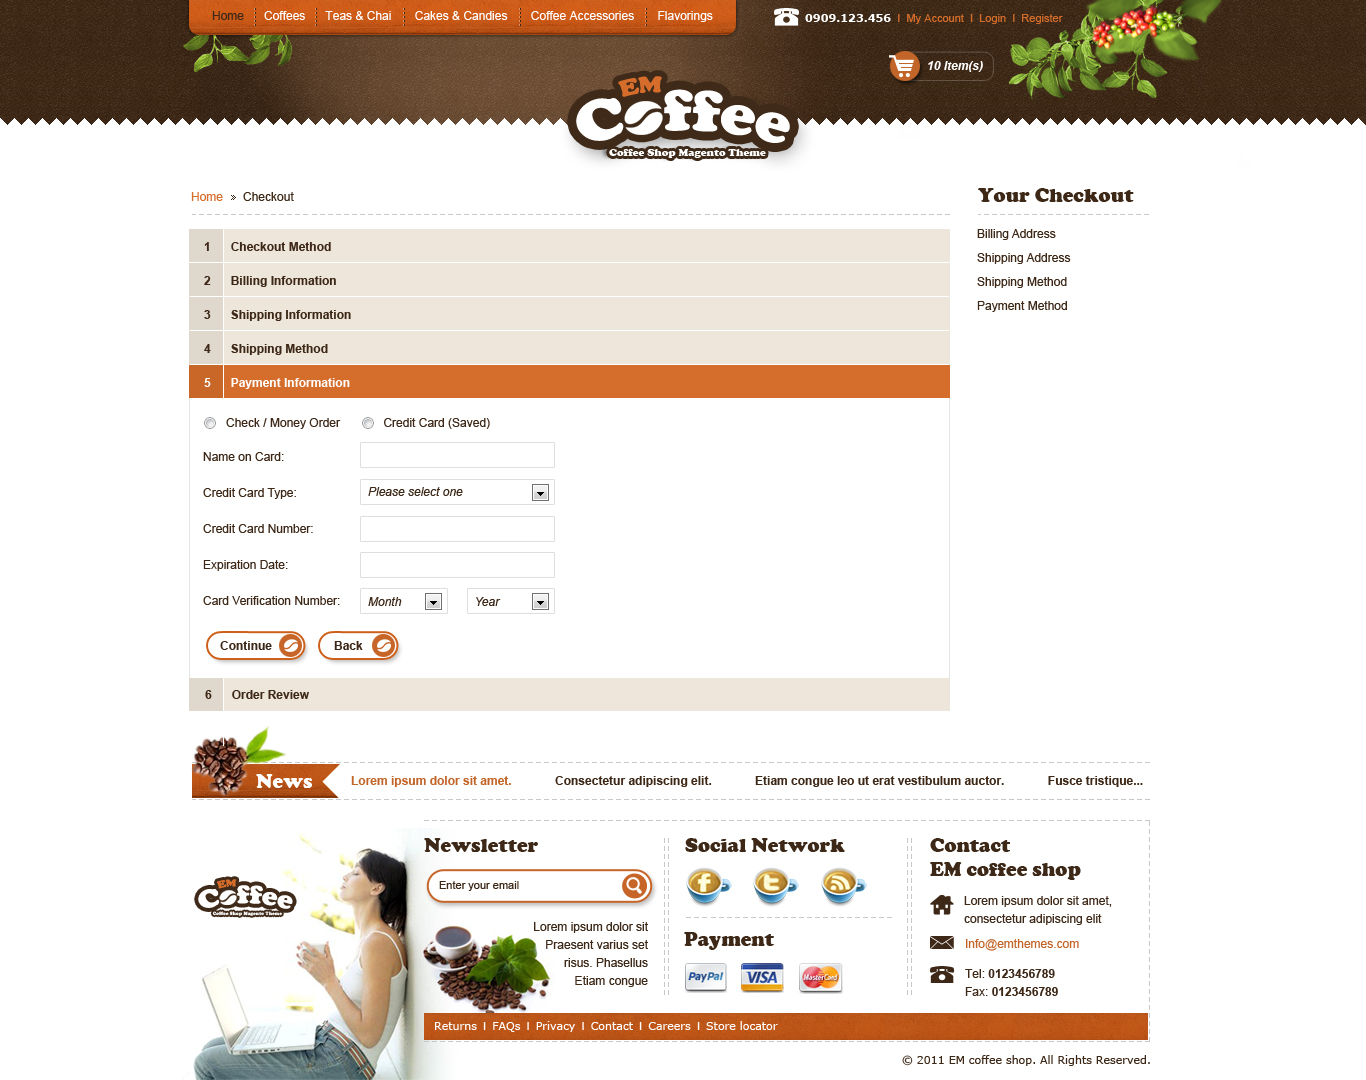 Home Coffees Teas & Chai Cakes & Candies Coffee Accessories Flavorings
0909.123.456 I My Account I Login I Register
10 Item(s)
EM
Coffee
Coffee Shop Magento Theme
Home » Checkout
1 Checkout Method
2 Billing Information
3 Shipping Information
4 Shipping Method
5 Payment Information
Check / Money Order Credit Card (Saved)
Name on Card:
Credit Card Type: Please select one
Credit Card Number:
Expiration Date:
Card Verification Number: Month Year
Continue Back
6 Order Review
Your Checkout
Billing Address
Shipping Address
Shipping Method
Payment Method
News Lorem ipsum dolor sit amet. Consectetur adipiscing elit. Etiam congue leo ut erat vestibulum auctor. Fusce tristique...
EM
Coffee
Coffee Shop Magento Theme
Newsletter
Enter your email
Lorem ipsum dolor sit
Praesent varius set
risus. Phasellus
Etiam congue
Social Network
f t
Payment
PayPal VISA MasterCard
Contact
EM coffee shop
Lorem ipsum dolor sit amet,
consectetur adipiscing elit
Info@emthemes.com
Tel: 0123456789
Fax: 0123456789
Returns I FAQs I Privacy I Contact I Careers I Store locator
© 2011 EM coffee shop. All Rights Reserved.